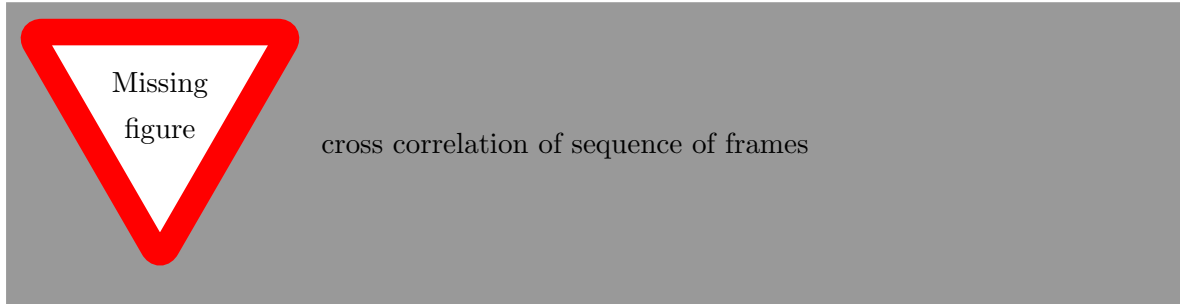 Missing
figure
cross correlation of sequence of frames